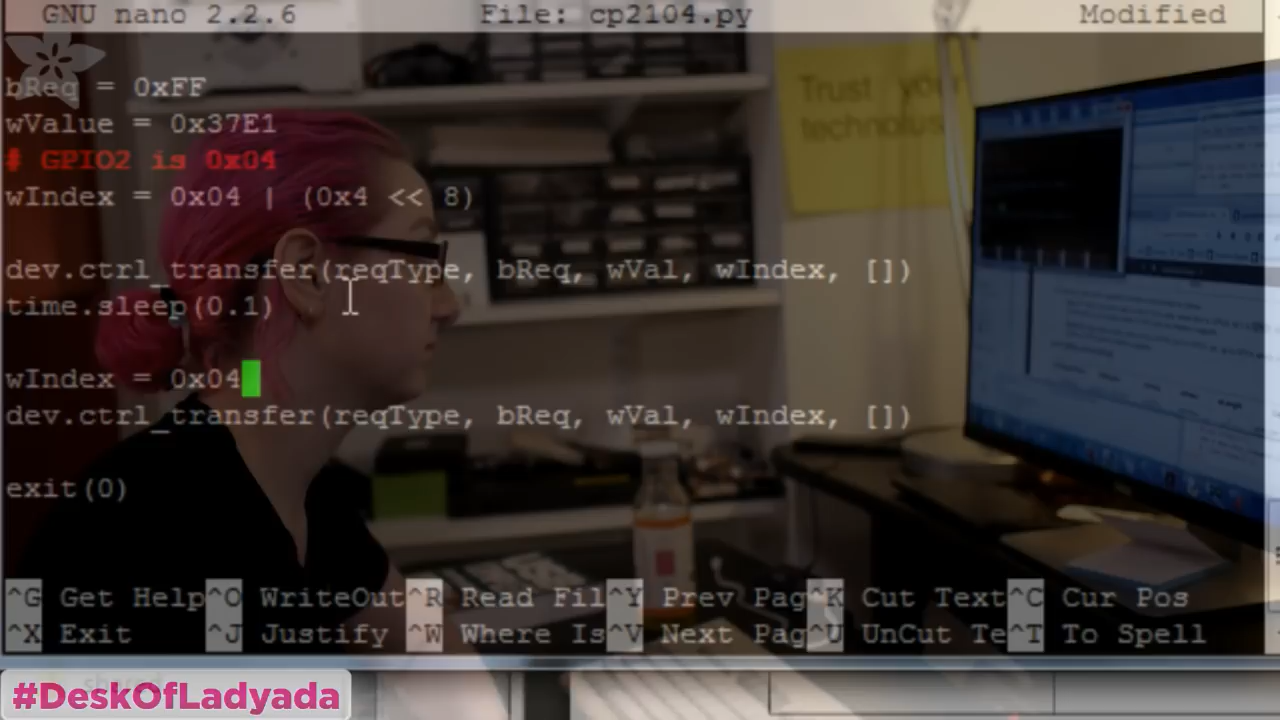 GNU nano 2.2.6 File: cp2104.py Modified
bReq = 0xFF
wValue = 0x37E1
# GPIO2 is 0x04
wIndex = 0x04 | (0x4 << 8)
dev.ctrl_transfer(reqType, bReq, wVal, wIndex, [])
time.sleep(0.1)
wIndex = 0x04
dev.ctrl_transfer(reqType, bReq, wVal, wIndex, [])
exit(0)
^G Get Help ^O WriteOut ^R Read Fil ^Y Prev Pag ^K Cut Text ^C Cur Pos
^X Exit ^J Justify ^W Where Is ^V Next Pag ^U UnCut Te ^T To Spell
Trust your
shared
#DeskOfLadyada